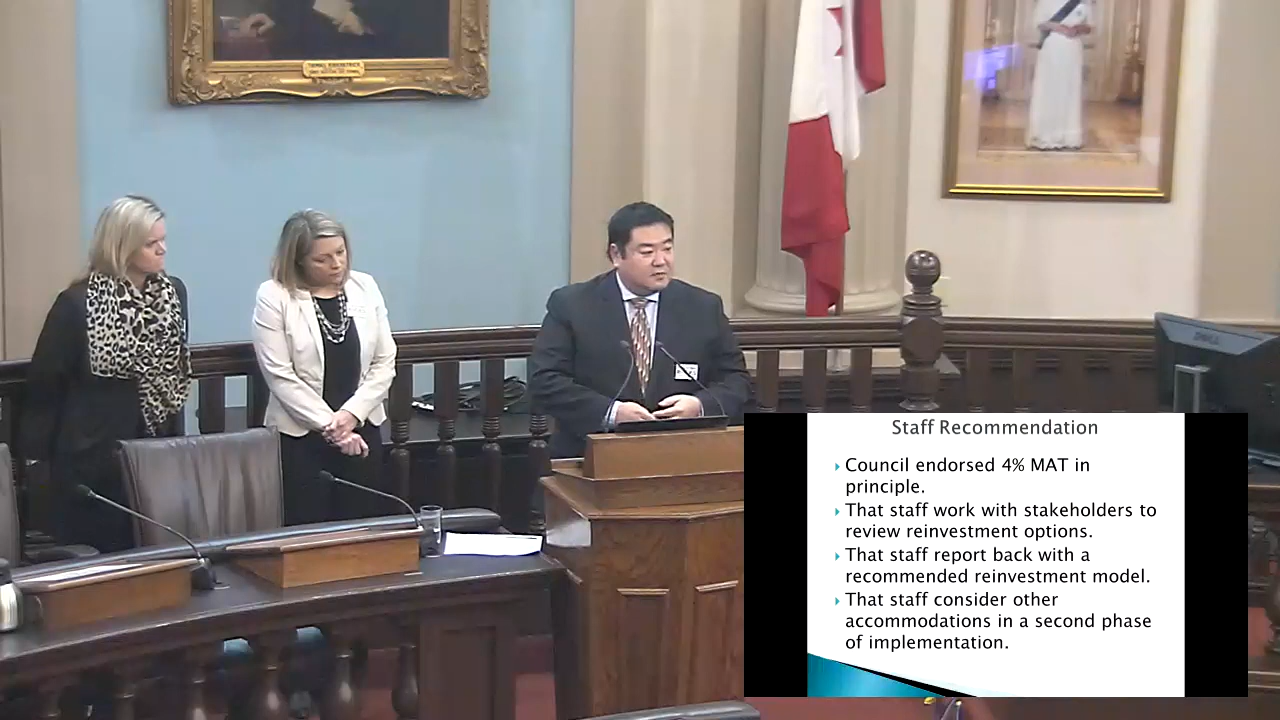 DELL
Staff Recommendation
Council endorsed 4% MAT in
principle.
That staff work with stakeholders to
review reinvestment options.
That staff report back with a
recommended reinvestment model.
That staff consider other
accommodations in a second phase
of implementation.